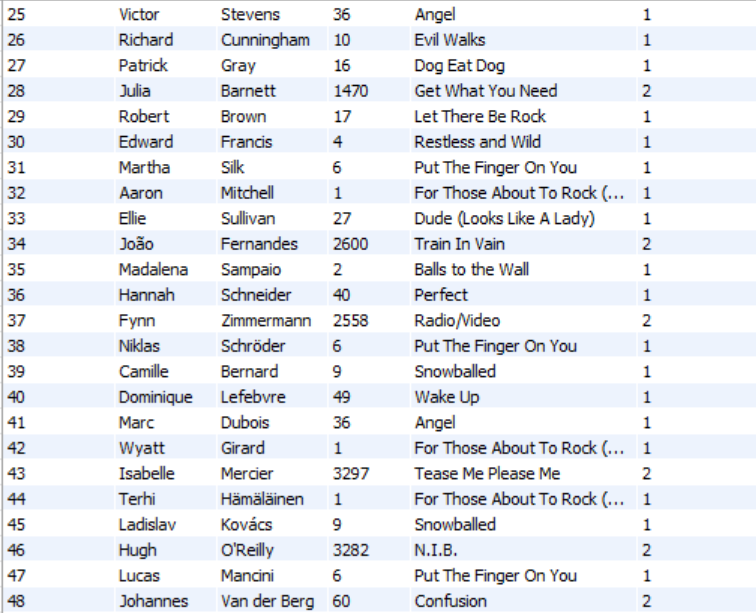 25 Victor Stevens 36 Angel 1
26 Richard Cunningham 10 Evil Walks 1
27 Patrick Gray 16 Dog Eat Dog 1
28 Julia Barnett 1470 Get What You Need 2
29 Robert Brown 17 Let There Be Rock 1
30 Edward Francis 4 Restless and Wild 1
31 Martha Silk 6 Put The Finger On You 1
32 Aaron Mitchell 1 For Those About To Rock (... 1
33 Ellie Sullivan 27 Dude (Looks Like A Lady) 1
34 João Fernandes 2600 Train In Vain 2
35 Madalena Sampaio 2 Balls to the Wall 1
36 Hannah Schneider 40 Perfect 1
37 Fynn Zimmermann 2558 Radio/Video 2
38 Niklas Schröder 6 Put The Finger On You 1
39 Camille Bernard 9 Snowballed 1
40 Dominique Lefebvre 49 Wake Up 1
41 Marc Dubois 36 Angel 1
42 Wyatt Girard 1 For Those About To Rock (... 1
43 Isabelle Mercier 3297 Tease Me Please Me 2
44 Terhi Hämäläinen 1 For Those About To Rock (... 1
45 Ladislav Kovács 9 Snowballed 1
46 Hugh O'Reilly 3282 N.I.B. 2
47 Lucas Mancini 6 Put The Finger On You 1
48 Johannes Van der Berg 60 Confusion 2